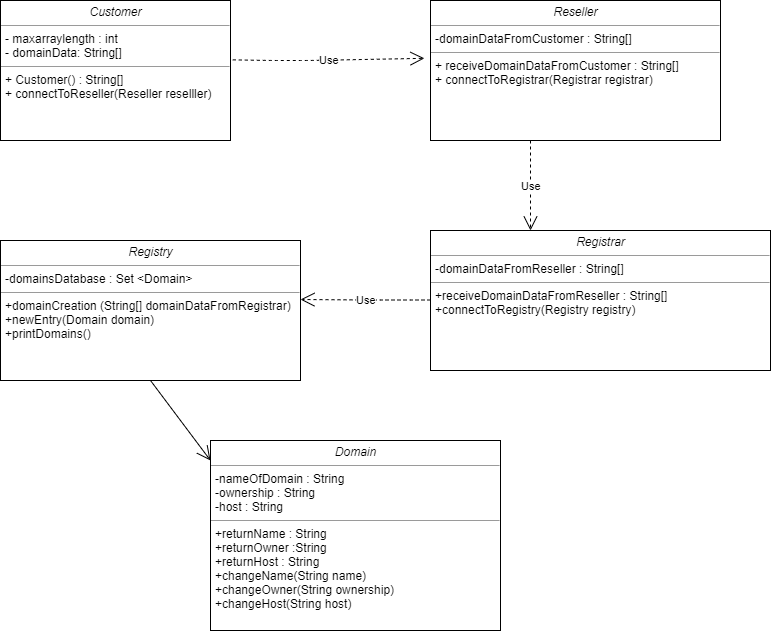 Customer
- maxarraylength : int
- domainData: String[]
+ Customer() : String[]
+ connectToReseller(Reseller reselller)
Use
Reseller
-domainDataFromCustomer : String[]
+ receiveDomainDataFromCustomer : String[]
+ connectToRegistrar(Registrar registrar)
Use
Registry
-domainsDatabase : Set <Domain>
+domainCreation (String[] domainDataFromRegistrar)
+newEntry(Domain domain)
+printDomains()
Use
Registrar
-domainDataFromReseller : String[]
+receiveDomainDataFromReseller : String[]
+connectToRegistry(Registry registry)
Domain
-nameOfDomain : String
-ownership : String
-host : String
+returnName : String
+returnOwner :String
+returnHost : String
+changeName(String name)
+changeOwner(String ownership)
+changeHost(String host)